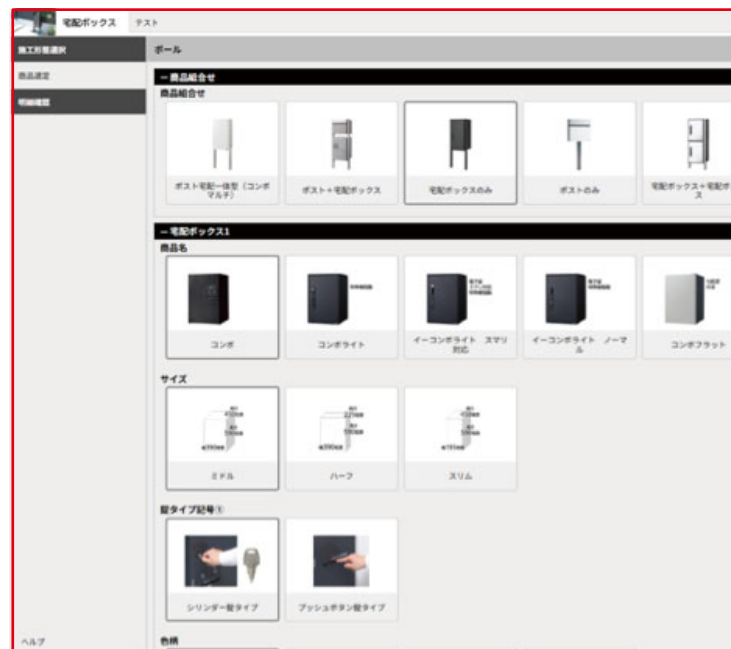 宅配ボックス テスト
施工形態選択
商品選定
明細確認
ヘルプ
ポール
ー 商品組合せ
商品組合せ
ポスト宅配一体型（コンボ
マルチ）
ポスト＋宅配ボックス
宅配ボックスのみ
ポストのみ
宅配ボックス＋宅配ボ
ス
ー 宅配ボックス1
商品名
コンボ
コンボライト
イーコンボライト スマリ
対応
イーコンボライト ノーマ
ル
コンボフラット
サイズ
ミドル
ハーフ
スリム
錠タイプ記号①
シリンダー錠タイプ
プッシュボタン錠タイプ
色柄